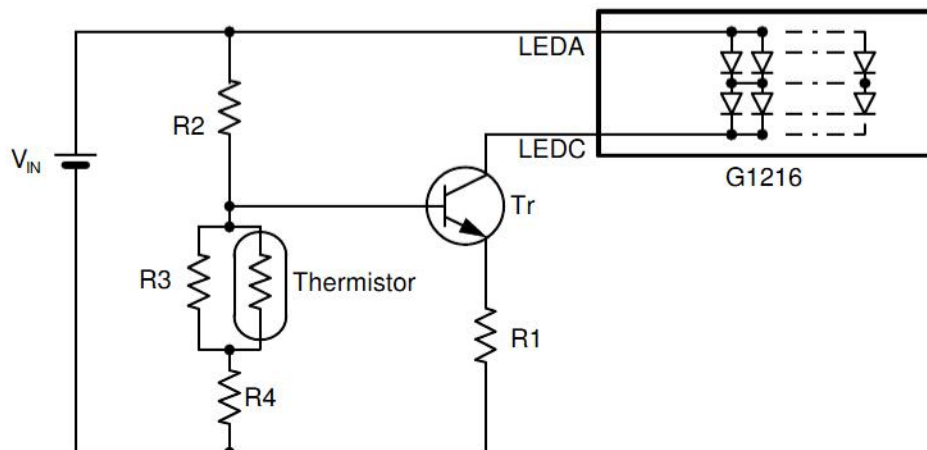 LEDA
R2
LEDC
V_IN
G1216
Tr
R3
Thermistor
R1
R4